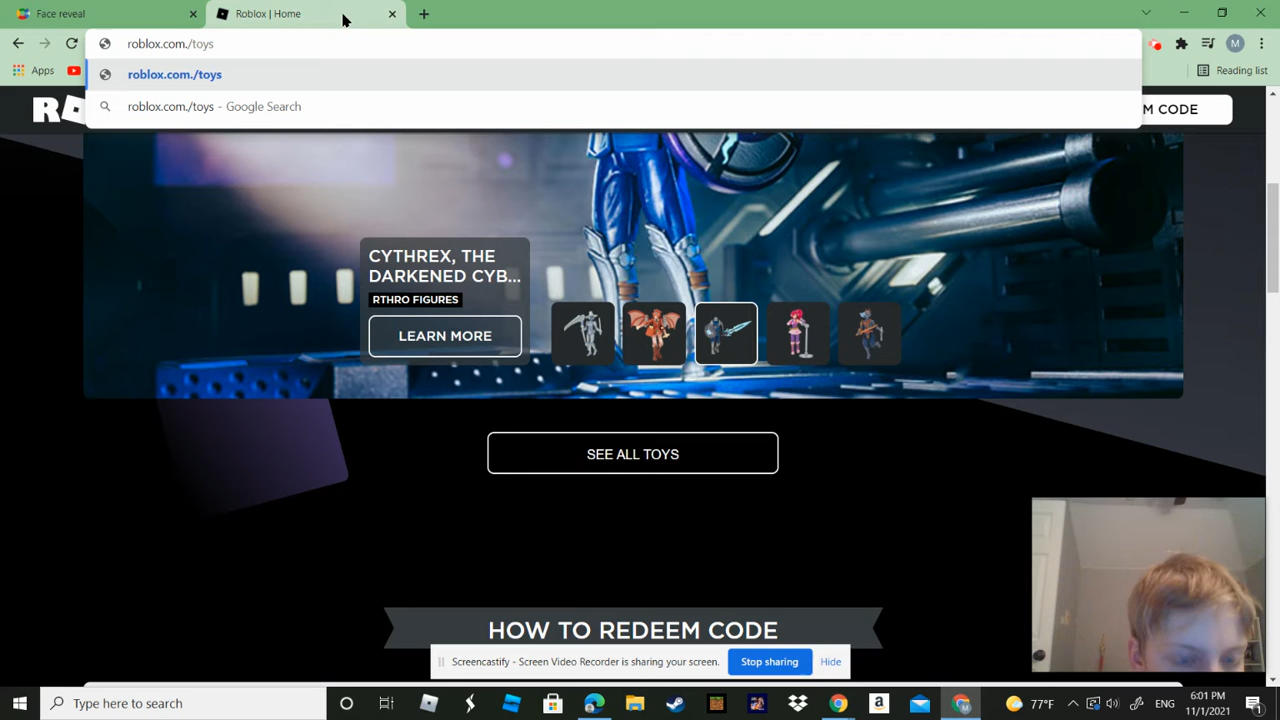 Face reveal
Roblox | Home
roblox.com./toys
roblox.com./toys
roblox.com./toys - Google Search
M
Apps
Reading list
M CODE
CYTHREX, THE
DARKENED CYB...
RTHRO FIGURES
LEARN MORE
SEE ALL TOYS
HOW TO REDEEM CODE
Screencastify - Screen Video Recorder is sharing your screen.
Stop sharing
Hide
Type here to search
77°F
ENG
6:01 PM
11/1/2021